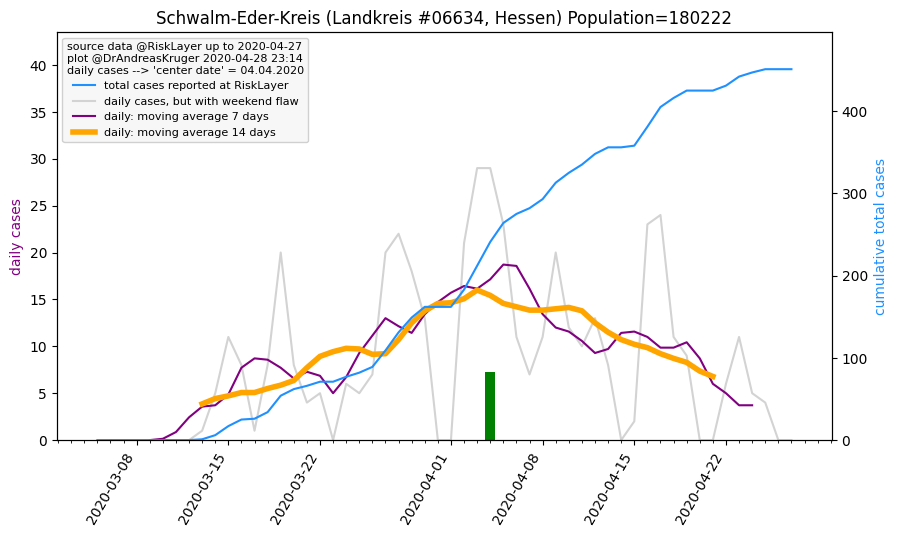 Schwalm-Eder-Kreis (Landkreis #06634, Hessen) Population=180222
source data @RiskLayer up to 2020-04-27
plot @DrAndreasKruger 2020-04-28 23:14
daily cases --> 'center date' = 04.04.2020
total cases reported at RiskLayer
daily cases, but with weekend flaw
daily: moving average 7 days
daily: moving average 14 days
daily cases
40
35
30
25
20
15
10
5
0
400
300
200
100
0
cumulative total cases
2020-03-08
2020-03-15
2020-03-22
2020-04-01
2020-04-08
2020-04-15
2020-04-22